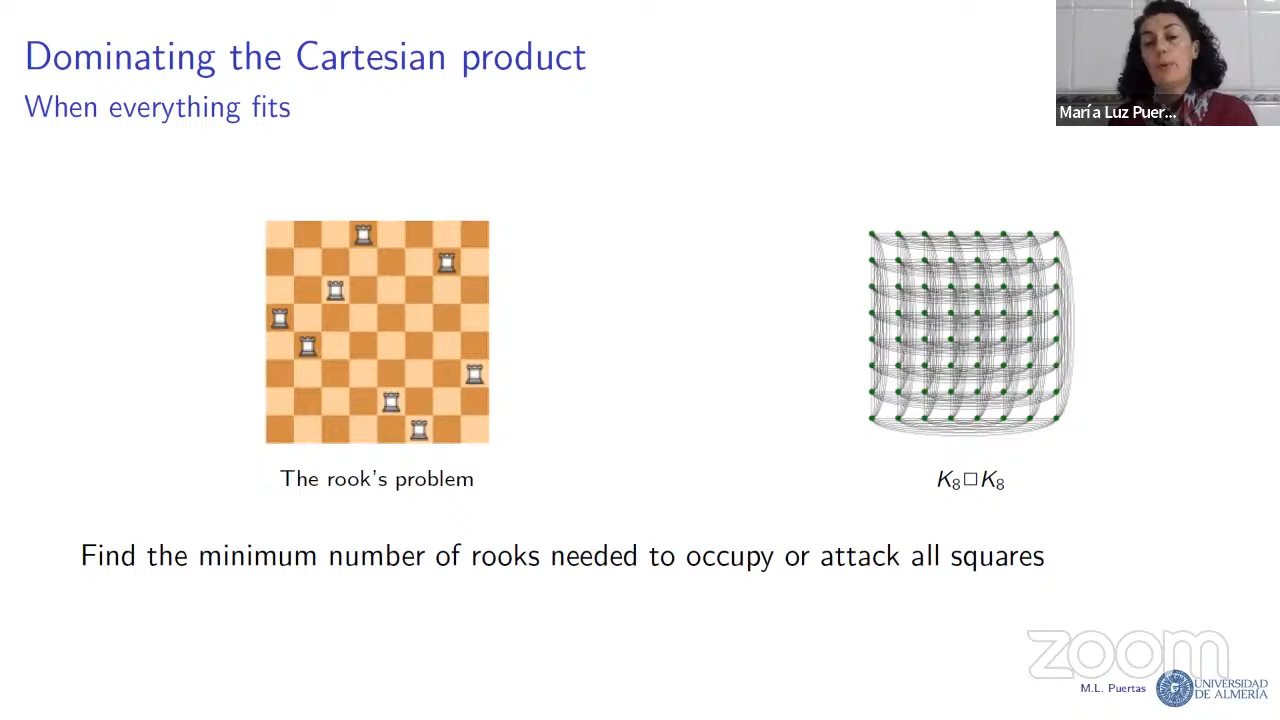 Dominating the Cartesian product
When everything fits
María Luz Puer...
The rook's problem
K₈□K₈
Find the minimum number of rooks needed to occupy or attack all squares
zoom
M.L. Puertas
UNIVERSIDAD
DE ALMERÍA